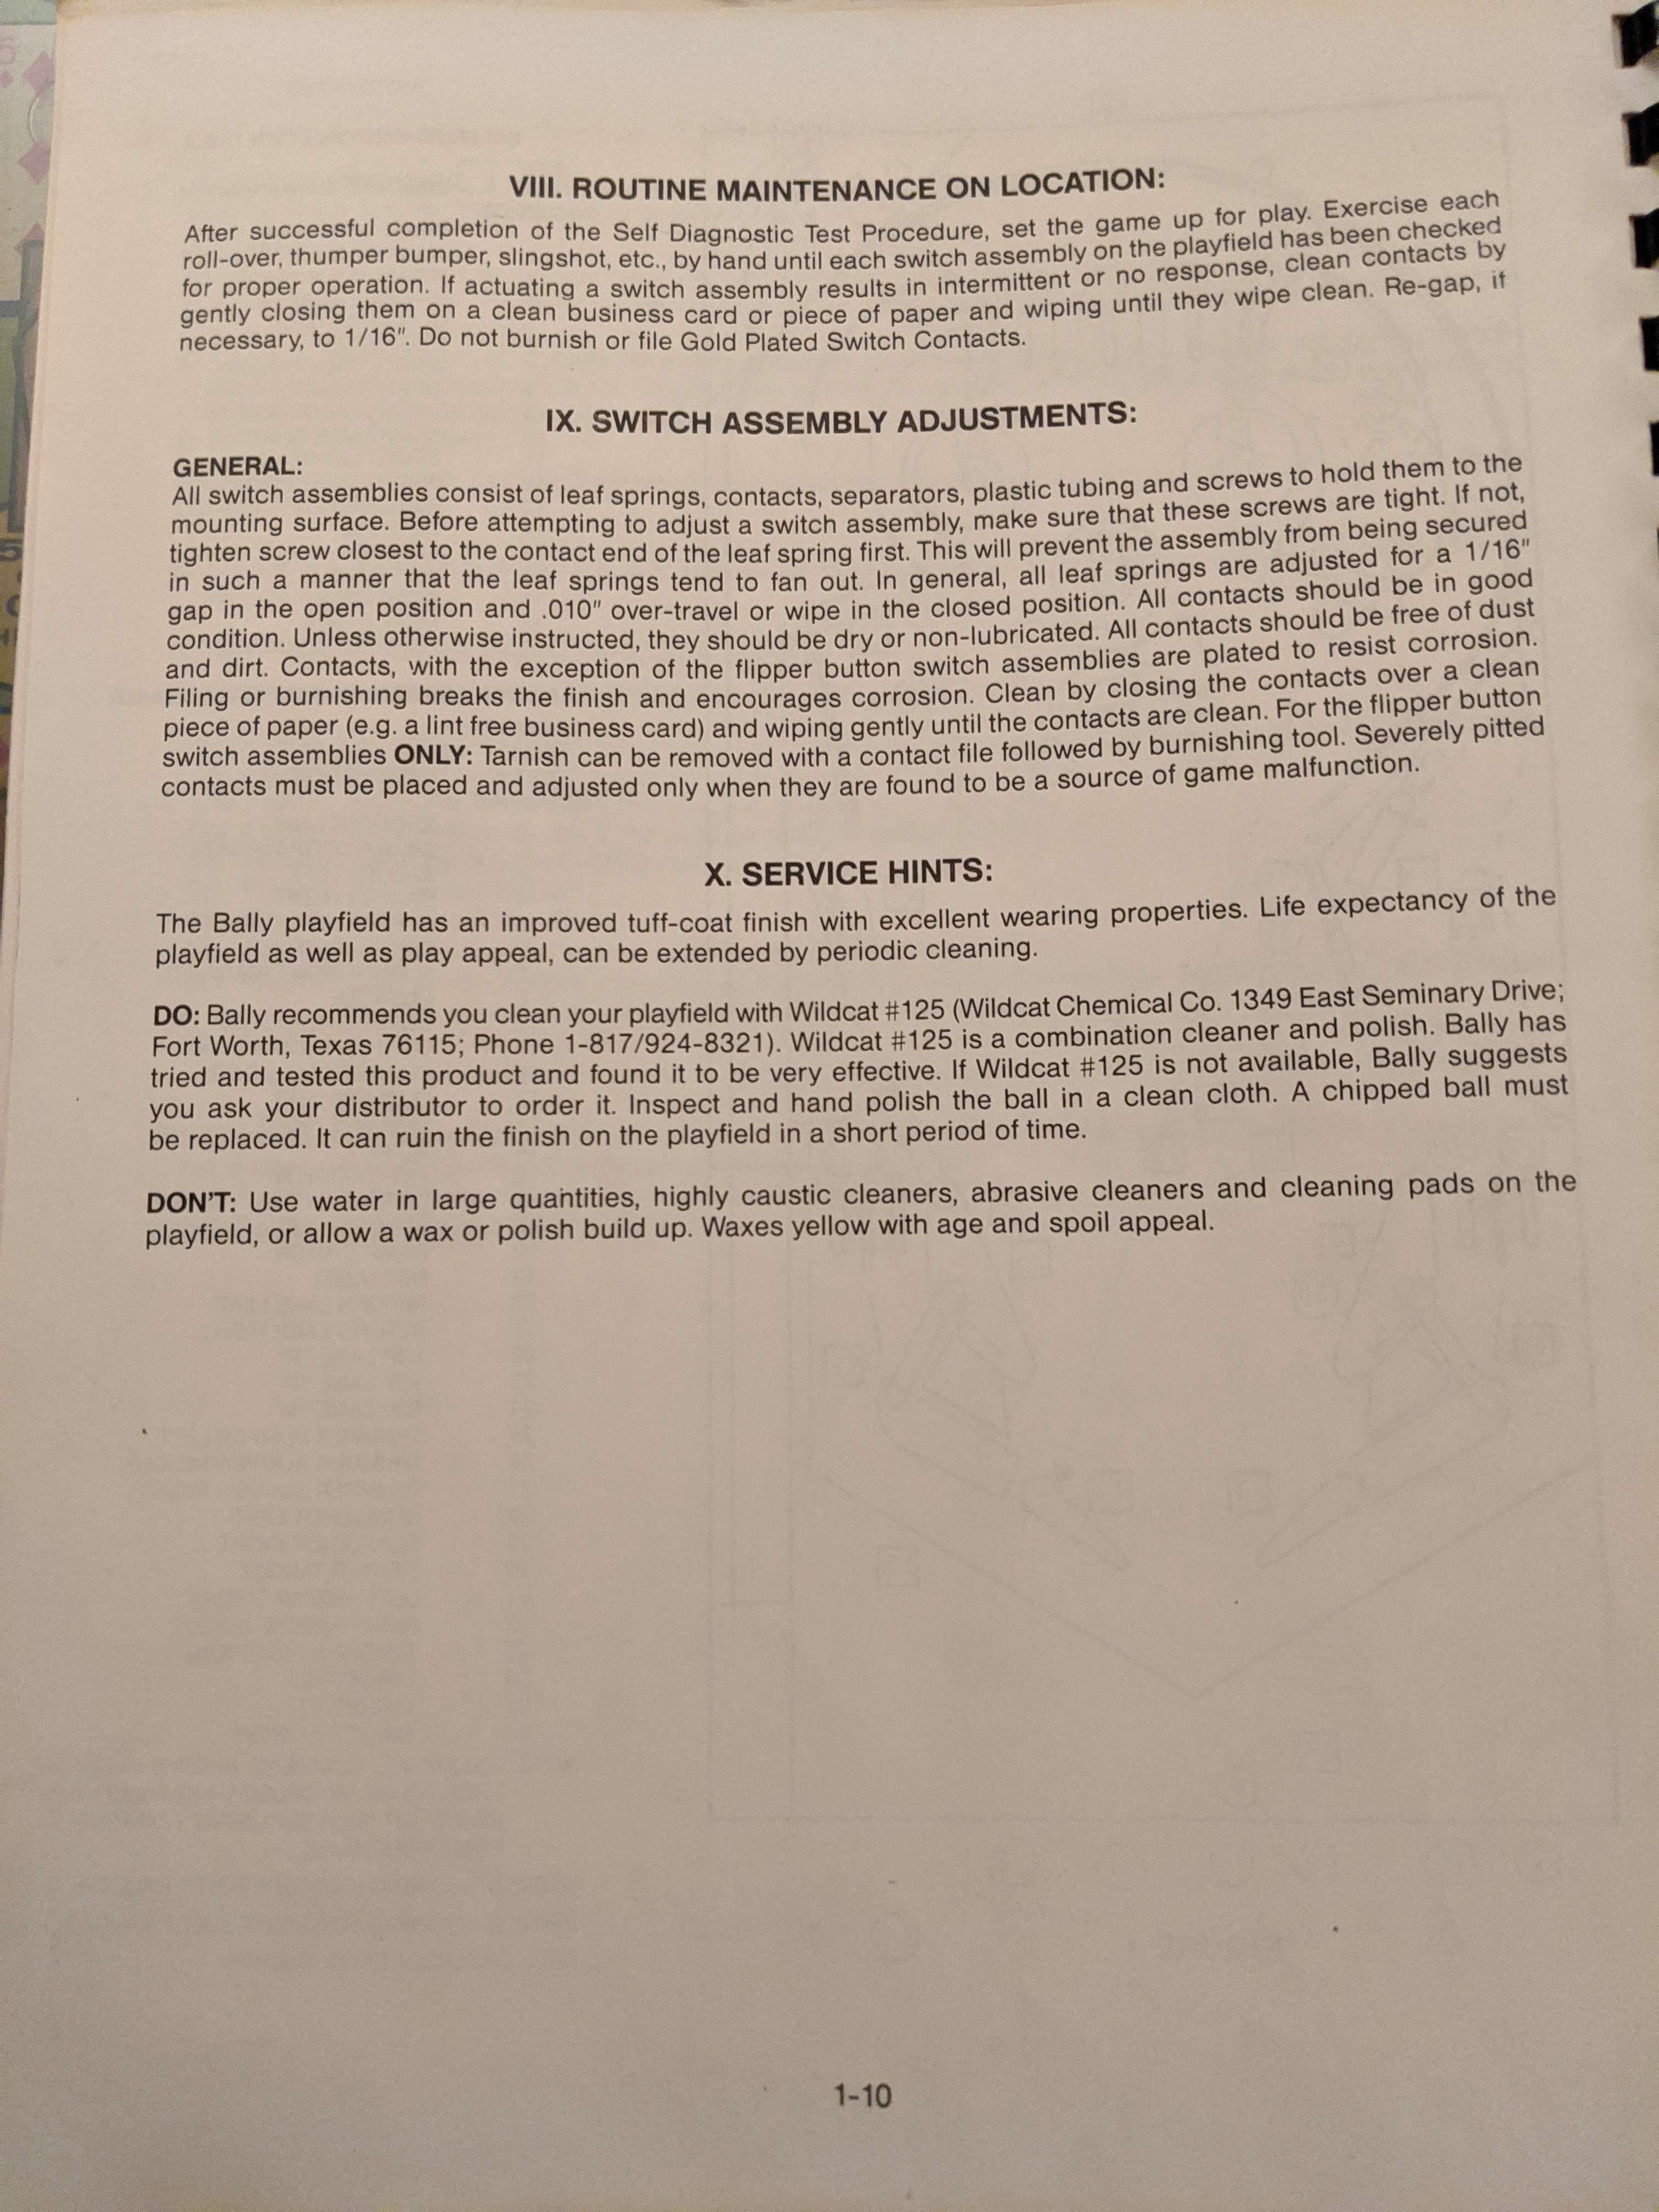 VIII. ROUTINE MAINTENANCE ON LOCATION:
After successful completion of the Self Diagnostic Test Procedure, set the game up for play. Exercise each
roll-over, thumper bumper, slingshot, etc., by hand until each switch assembly on the playfield has been checked
for proper operation. If actuating a switch assembly results in intermittent or no response, clean contacts by
gently closing them on a clean business card or piece of paper and wiping until they wipe clean. Re-gap, if
necessary, to 1/16". Do not burnish or file Gold Plated Switch Contacts.
IX. SWITCH ASSEMBLY ADJUSTMENTS:
GENERAL:
All switch assemblies consist of leaf springs, contacts, separators, plastic tubing and screws to hold them to the
mounting surface. Before attempting to adjust a switch assembly, make sure that these screws are tight. If not,
tighten screw closest to the contact end of the leaf spring first. This will prevent the assembly from being secured
in such a manner that the leaf springs tend to fan out. In general, all leaf springs are adjusted for a 1/16"
gap in the open position and .010" over-travel or wipe in the closed position. All contacts should be in good
condition. Unless otherwise instructed, they should be dry or non-lubricated. All contacts should be free of dust
and dirt. Contacts, with the exception of the flipper button switch assemblies are plated to resist corrosion.
Filing or burnishing breaks the finish and encourages corrosion. Clean by closing the contacts over a clean
piece of paper (e.g. a lint free business card) and wiping gently until the contacts are clean. For the flipper button
switch assemblies ONLY: Tarnish can be removed with a contact file followed by burnishing tool. Severely pitted
contacts must be placed and adjusted only when they are found to be a source of game malfunction.
X. SERVICE HINTS:
The Bally playfield has an improved tuff-coat finish with excellent wearing properties. Life expectancy of the
playfield as well as play appeal, can be extended by periodic cleaning.
DO: Bally recommends you clean your playfield with Wildcat #125 (Wildcat Chemical Co. 1349 East Seminary Drive;
Fort Worth, Texas 76115; Phone 1-817/924-8321). Wildcat #125 is a combination cleaner and polish. Bally has
tried and tested this product and found it to be very effective. If Wildcat #125 is not available, Bally suggests
you ask your distributor to order it. Inspect and hand polish the ball in a clean cloth. A chipped ball must
be replaced. It can ruin the finish on the playfield in a short period of time.
DON'T: Use water in large quantities, highly caustic cleaners, abrasive cleaners and cleaning pads on the
playfield, or allow a wax or polish build up. Waxes yellow with age and spoil appeal.
1-10